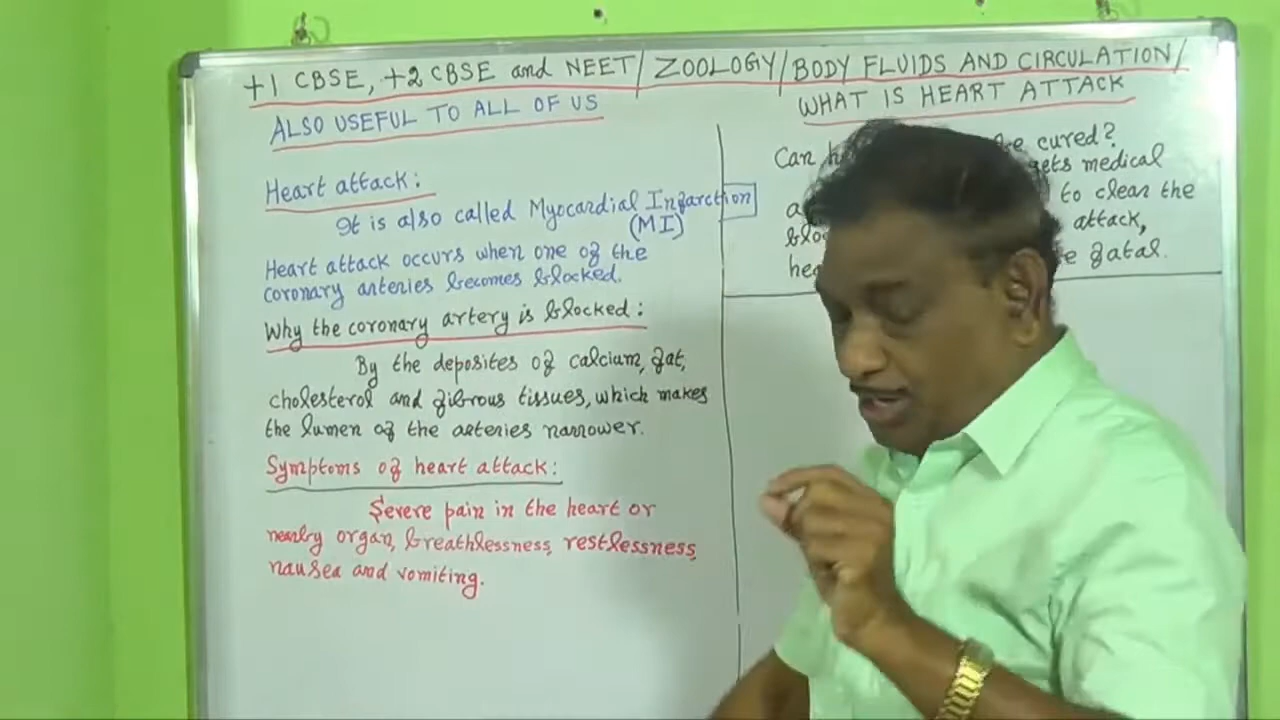 +1 CBSE, +2 CBSE and NEET/ ZOOLOGY/ BODY FLUIDS AND CIRCULATION/
WHAT IS HEART ATTACK
ALSO USEFUL TO ALL OF US
Heart attack:
It is also called Myocardial Infarction
(MI)
Heart attack occurs when one of the
coronary arteries becomes blocked.
Why the coronary artery is blocked:
By the deposites of calcium, fat,
cholesterol and fibrous tissues, which makes
the lumen of the arteries narrower.
Symptoms of heart attack:
Severe pain in the heart or
nearby organ, breathlessness, restlessness,
nausea and vomiting.
Can be cured?
gets medical
to clear the
attack,
fatal.